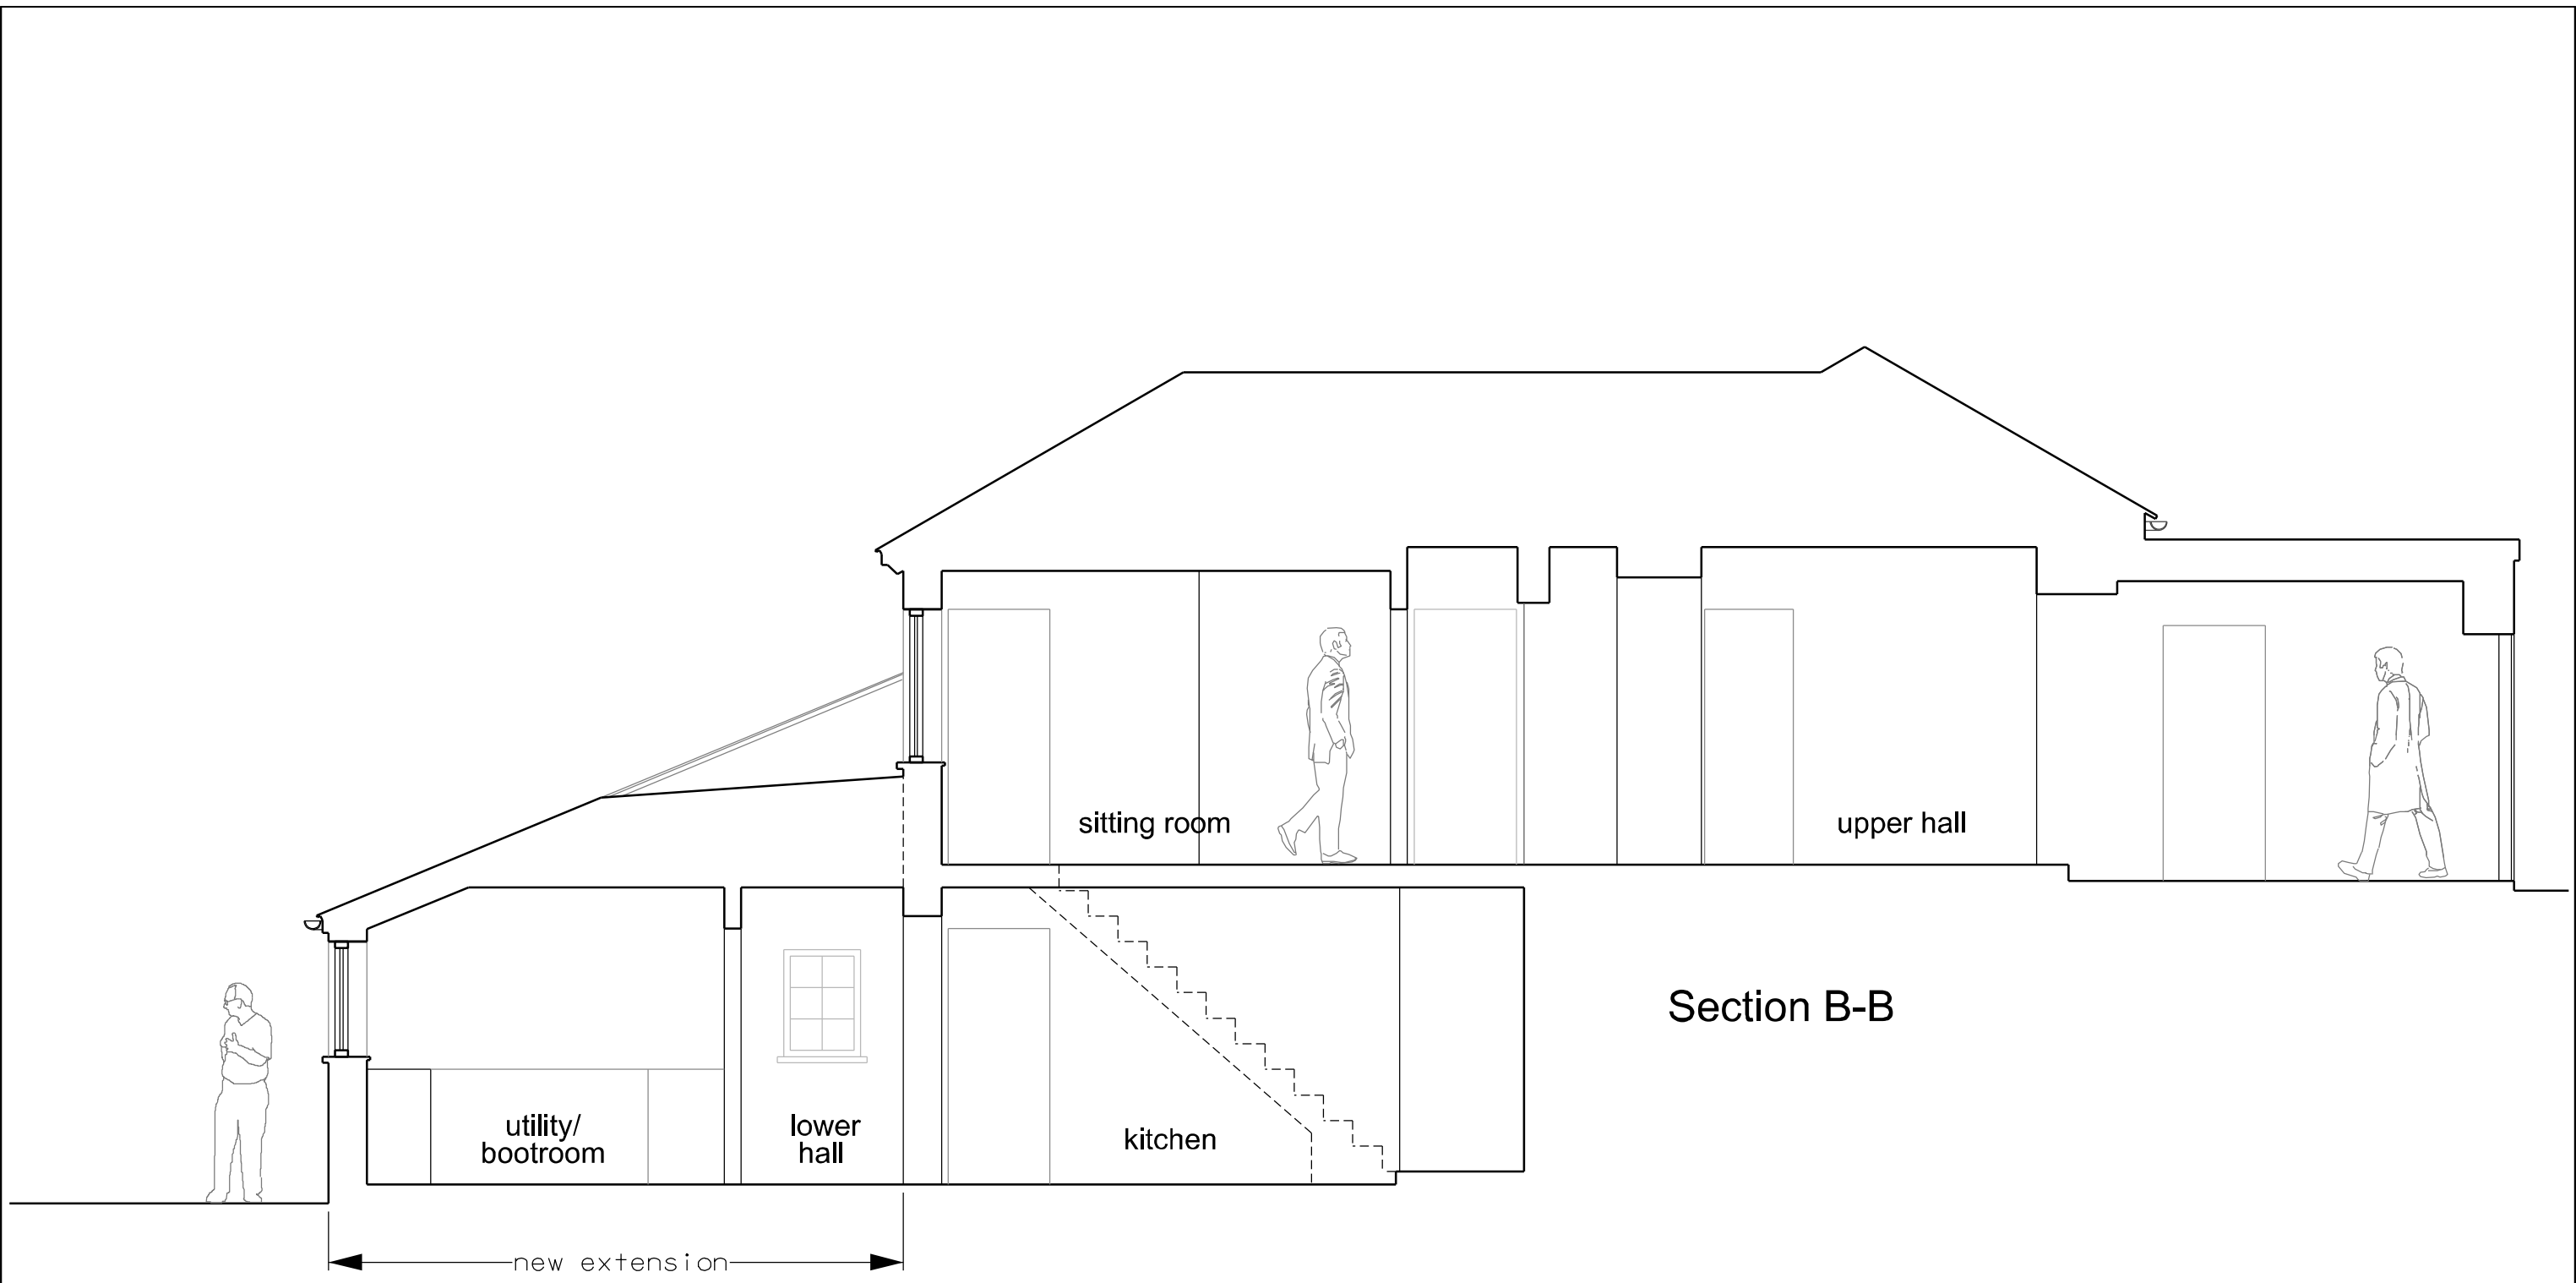 sitting room
upper hall
Section B-B
utility/
bootroom
lower
hall
kitchen
new extension